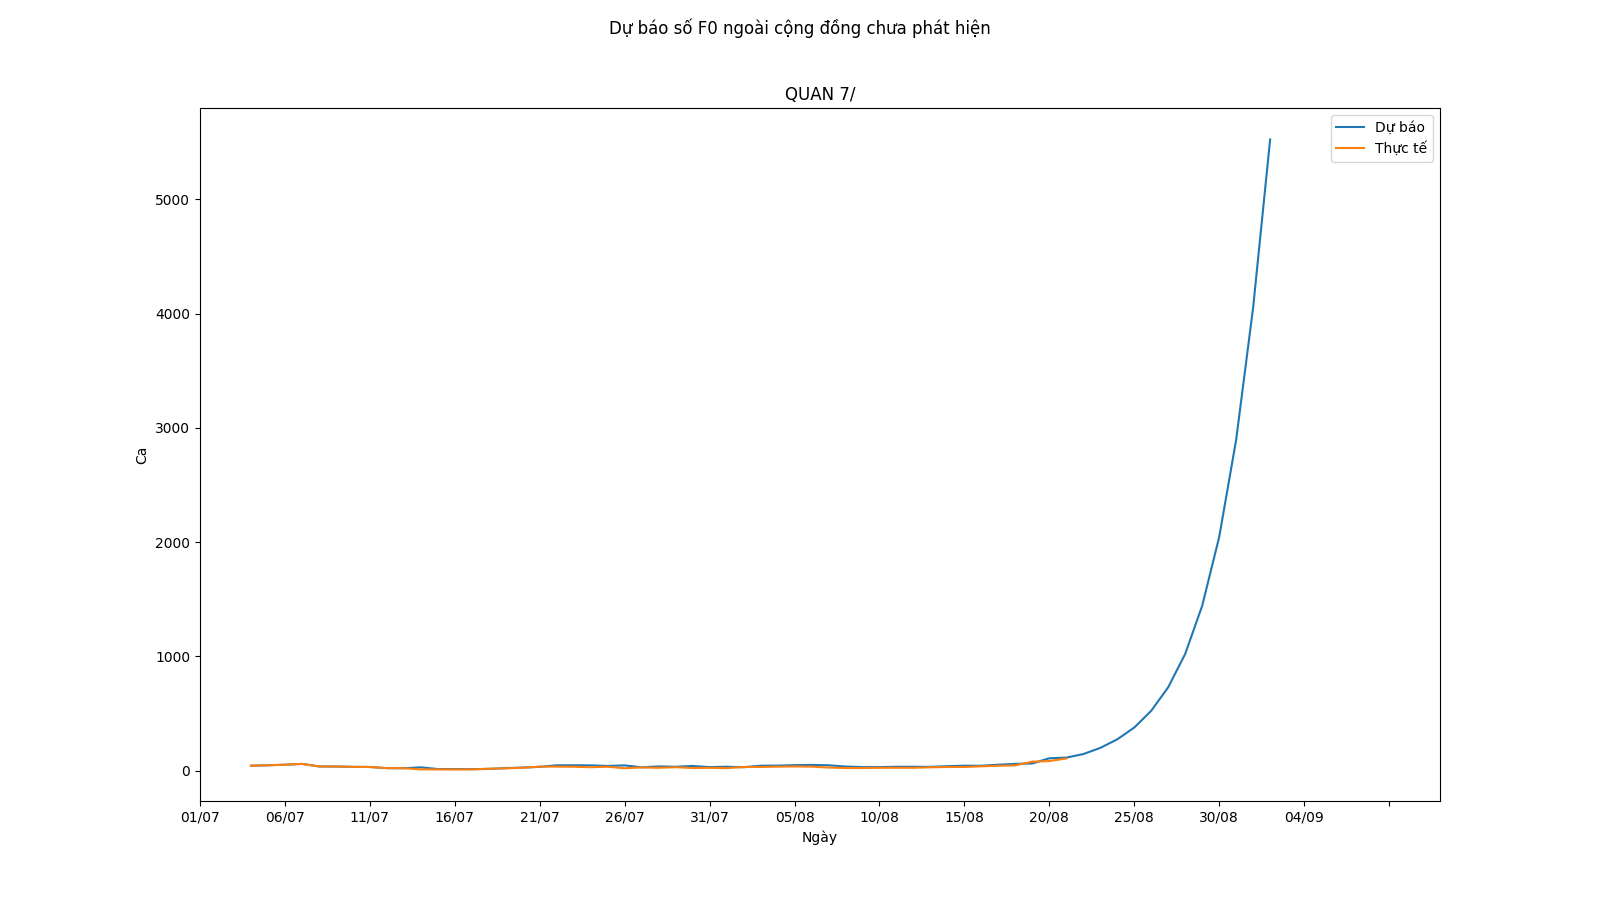 Dự báo số F0 ngoài cộng đồng chưa phát hiện
QUAN 7/
Dự báo
Thực tế
5000
4000
3000
2000
1000
0
Ca
01/07 06/07 11/07 16/07 21/07 26/07 31/07 05/08 10/08 15/08 20/08 25/08 30/08 04/09
Ngày